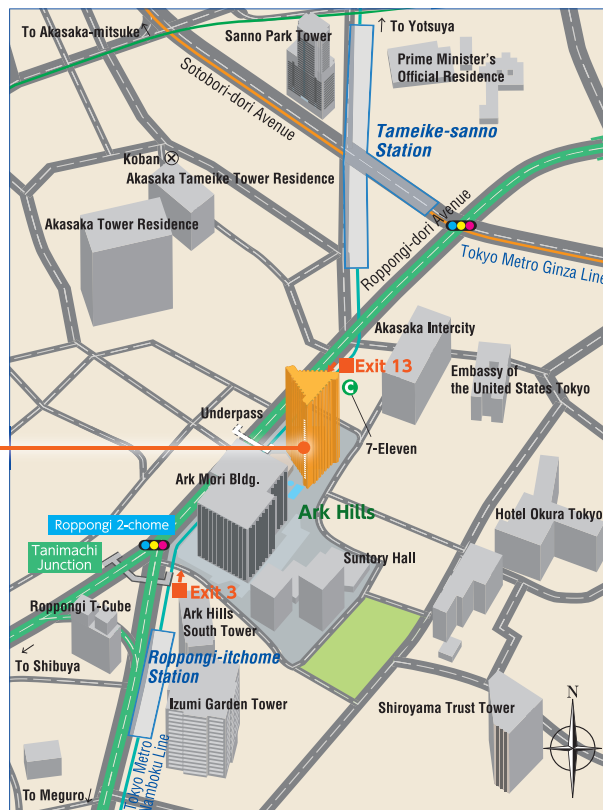 To Akasaka-mitsuke
To Yotsuya
Sanno Park Tower
Prime Minister's
Official Residence
Sotobori-dori Avenue
Tameike-sanno
Station
Koban
Akasaka Tameike Tower Residence
Akasaka Tower Residence
Roppongi-dori Avenue
Tokyo Metro Ginza Line
Akasaka Intercity
Exit 13
Embassy of
the United States Tokyo
C
Underpass
7-Eleven
Ark Mori Bldg.
Ark Hills
Hotel Okura Tokyo
Roppongi 2-chome
Tanimachi
Junction
Suntory Hall
Exit 3
Roppongi T-Cube
Ark Hills
South Tower
To Shibuya
Roppongi-itchome
Station
Izumi Garden Tower
Shiroyama Trust Tower
N
Tokyo Metro
Namboku Line
To Meguro